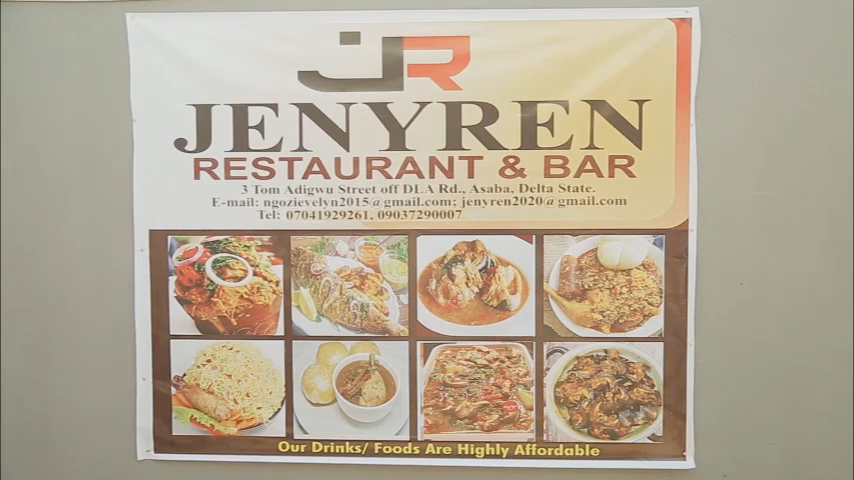 JR
JENYREN
RESTAURANT & BAR
3 Tom Adigwu Street off DLA Rd., Asaba, Delta State.
E-mail: ngozievelyn2015@gmail.com; jenyren2020@gmail.com
Tel: 07041929261, 09037290007
Our Drinks/ Foods Are Highly Affordable